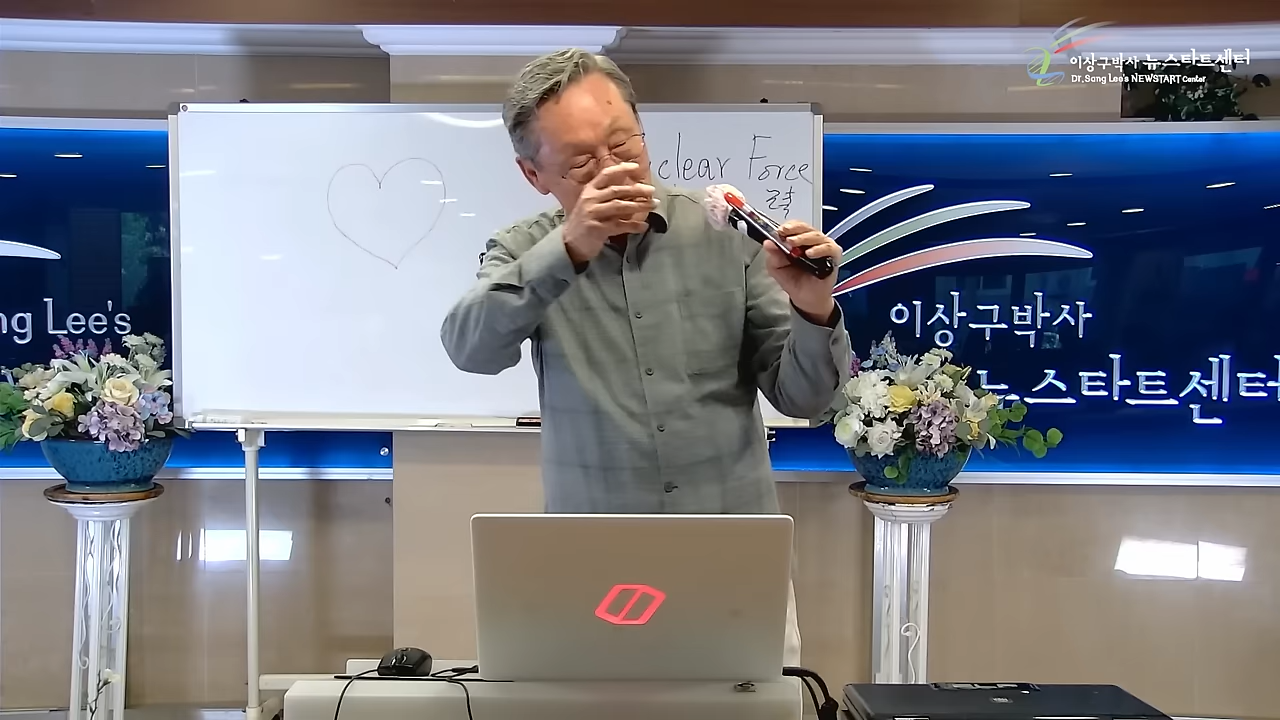 이상구박사 뉴스타트센터
Dr. Sang Lee's NEWSTART Center
clear Force
력
ng Lee's
이상구박사
뉴스타트센터